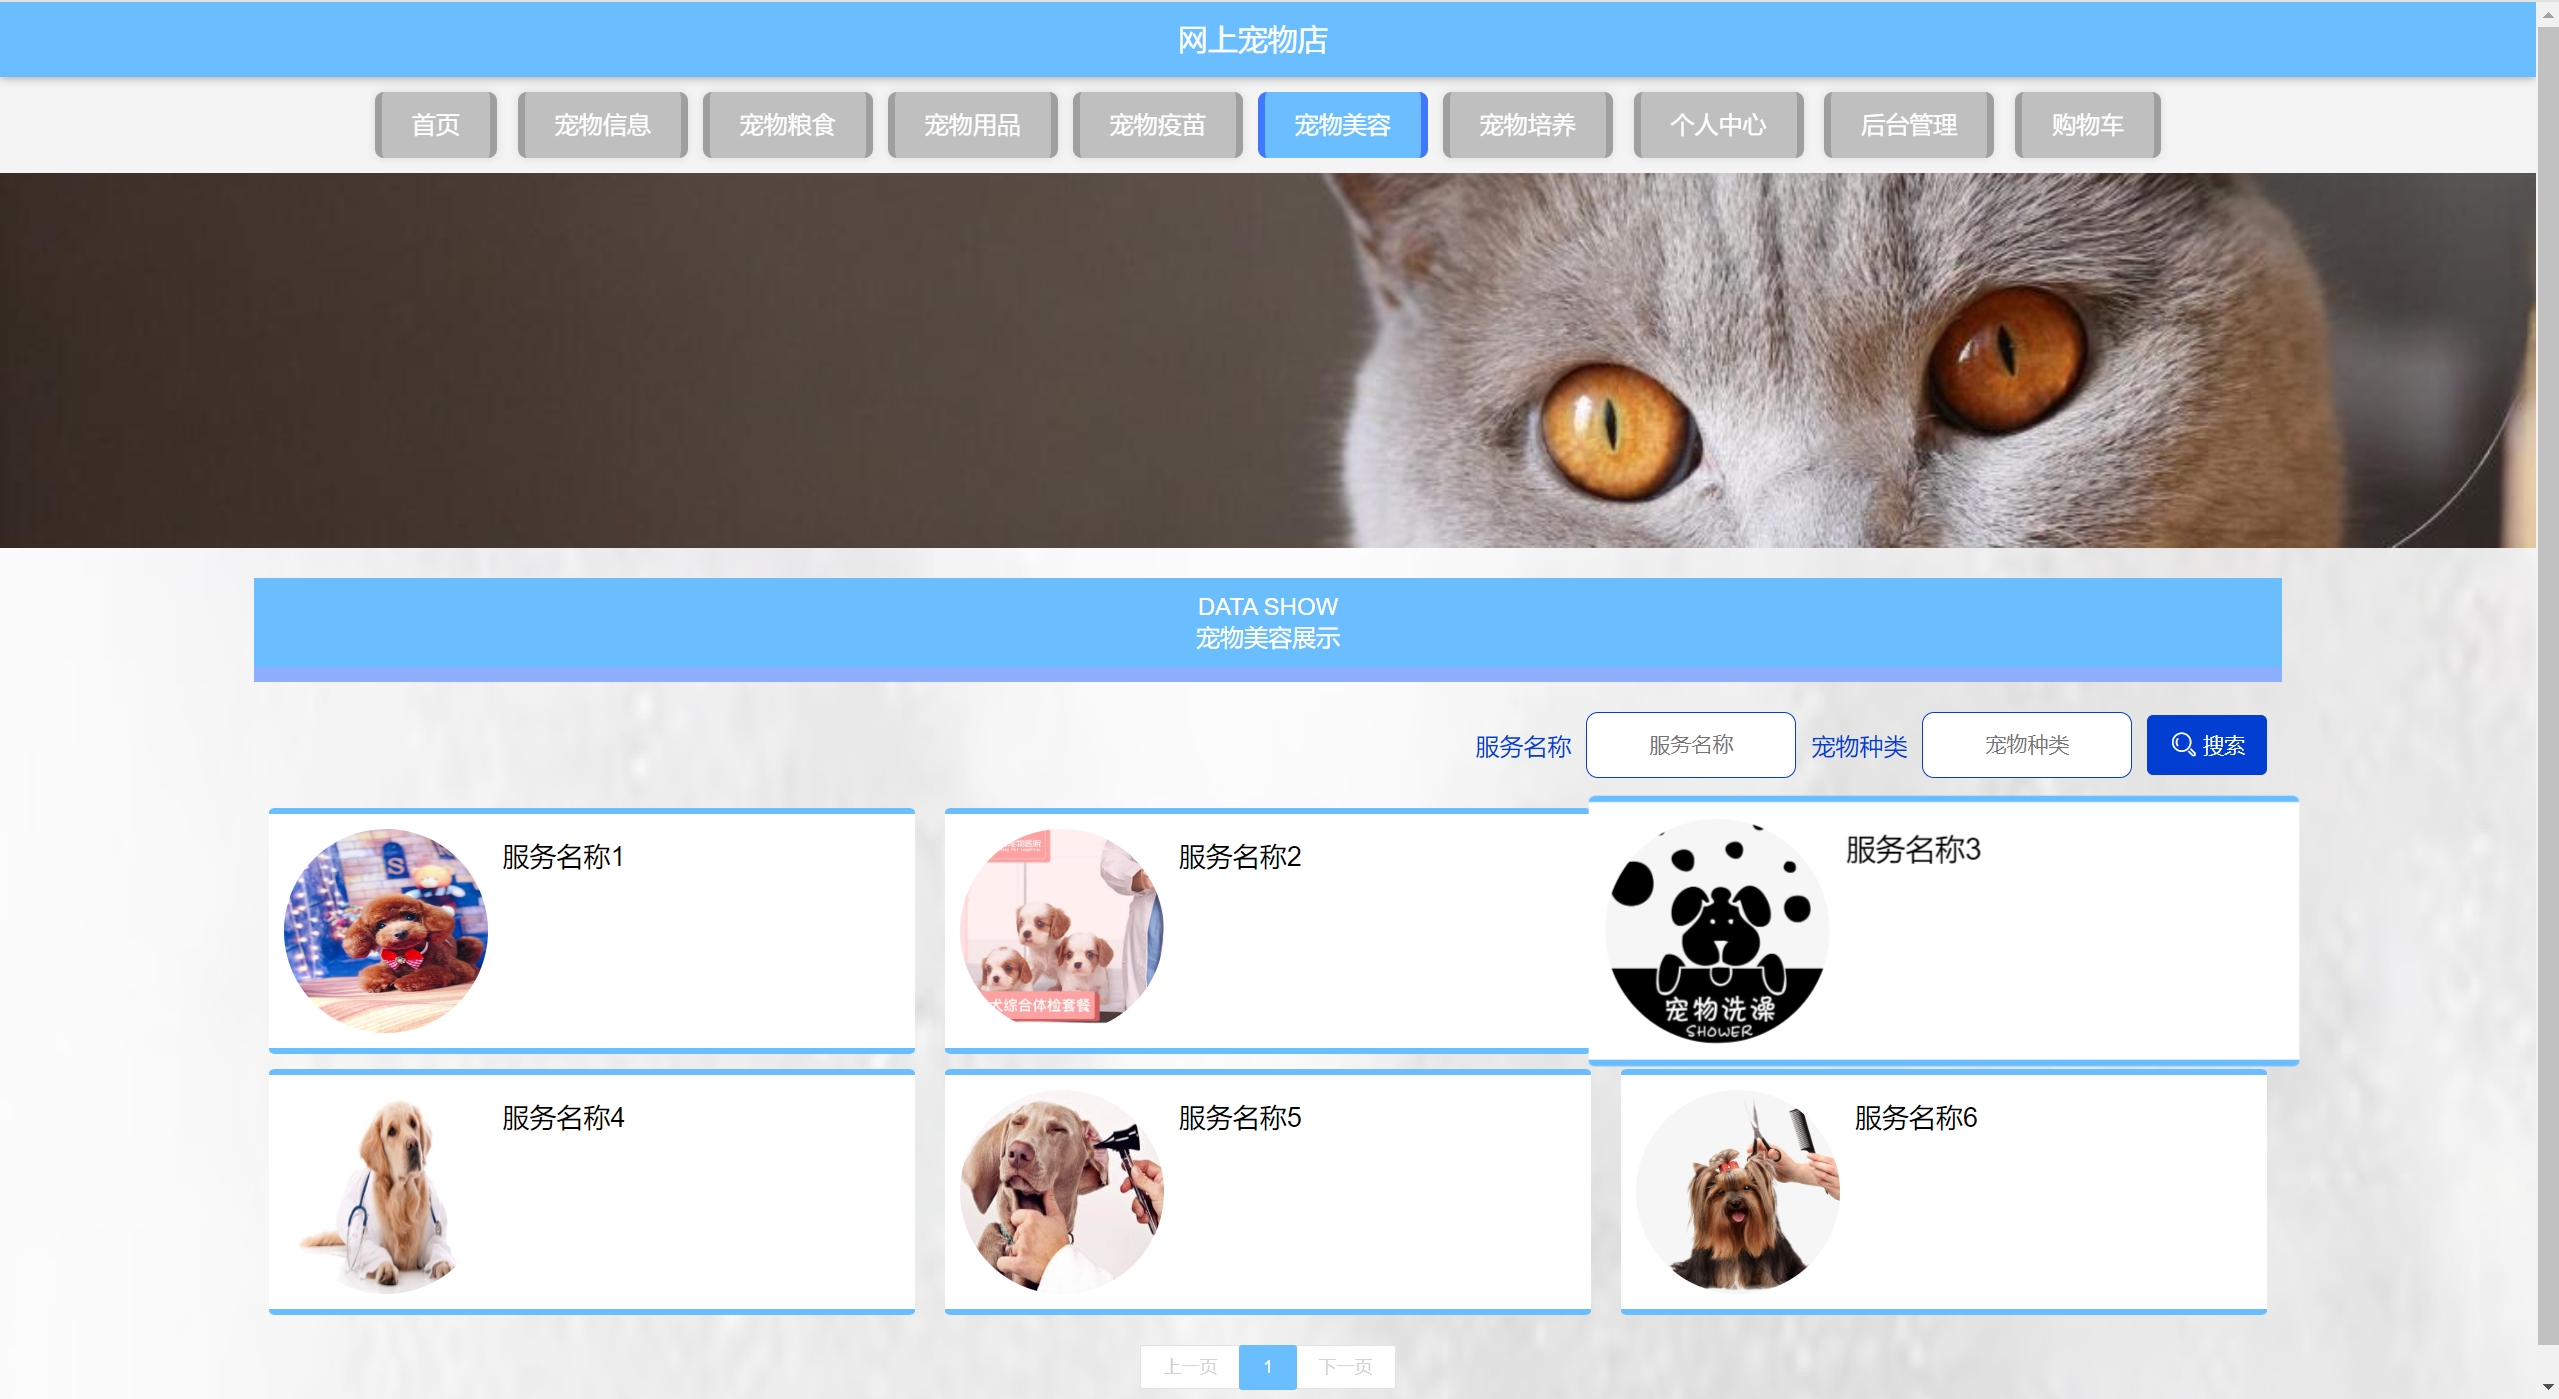 网上宠物店
首页 宠物信息 宠物粮食 宠物用品 宠物疫苗 宠物美容 宠物培养 个人中心 后台管理 购物车
DATA SHOW
宠物美容展示
服务名称 服务名称 宠物种类 宠物种类 搜索
服务名称1
S
服务名称2
宠物医院
犬综合体检套餐
服务名称3
宠物洗澡
SHOWER
服务名称4
服务名称5
服务名称6
上一页 1 下一页